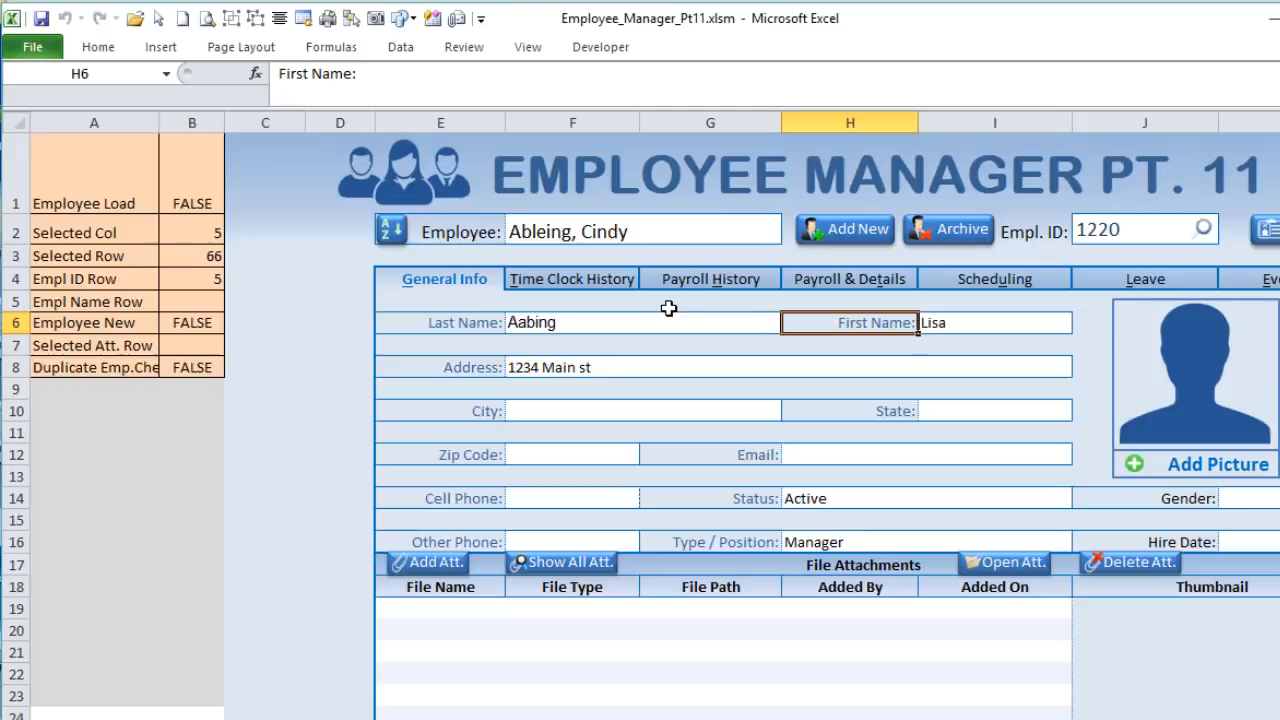 Employee_Manager_Pt11.xlsm - Microsoft Excel
File Home Insert Page Layout Formulas Data Review View Developer
H6 fx First Name:
A B C D E F G H I J
EMPLOYEE MANAGER PT. 11
1 Employee Load FALSE
2 Selected Col 5 A Z Employee: Ableing, Cindy Add New Archive Empl. ID: 1220
3 Selected Row 66
4 Empl ID Row 5 General Info Time Clock History Payroll History Payroll & Details Scheduling Leave Eve
5 Empl Name Row
6 Employee New FALSE Last Name: Aabing First Name: Lisa
7 Selected Att. Row
8 Duplicate Emp.Che FALSE Address: 1234 Main st
9
10 City: State:
11
12 Zip Code: Email: Add Picture
13
14 Cell Phone: Status: Active Gender:
15
16 Other Phone: Type / Position: Manager Hire Date:
17 Add Att. Show All Att. File Attachments Open Att. Delete Att.
18 File Name File Type File Path Added By Added On Thumbnail
19
20
21
22
23
24